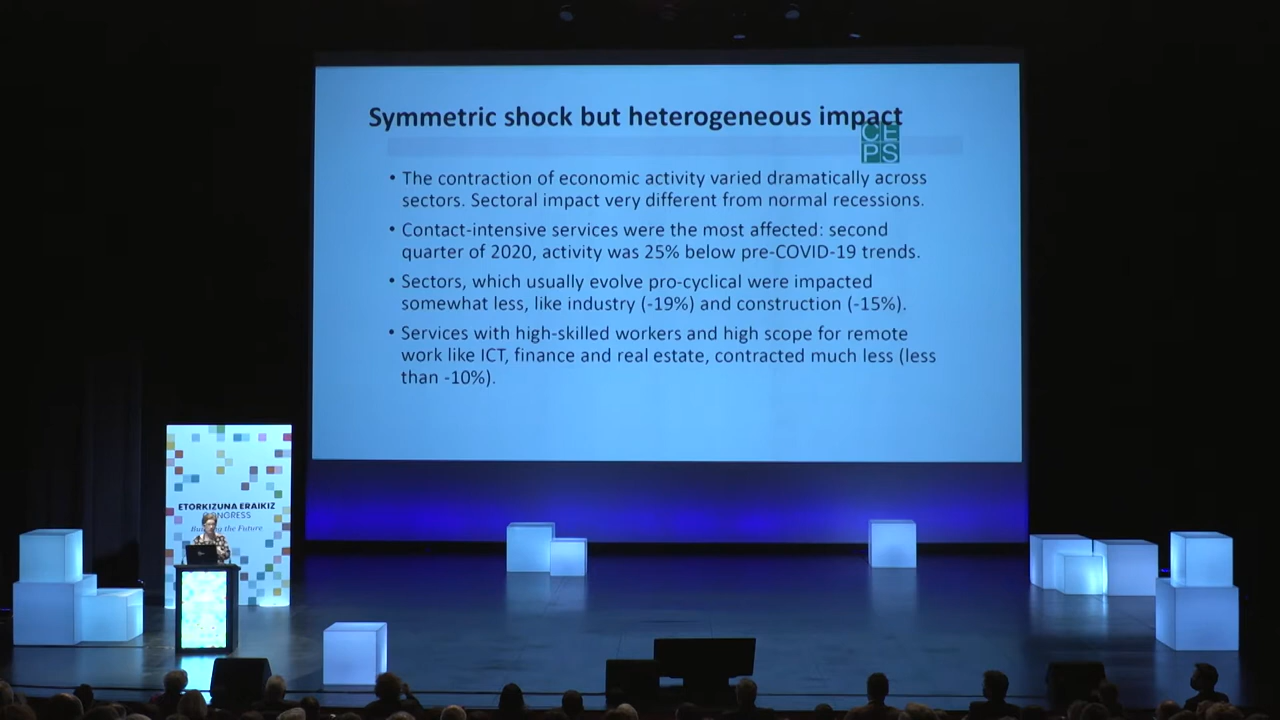 Symmetric shock but heterogeneous impact
CE
PS
• The contraction of economic activity varied dramatically across
sectors. Sectoral impact very different from normal recessions.
• Contact-intensive services were the most affected: second
quarter of 2020, activity was 25% below pre-COVID-19 trends.
• Sectors, which usually evolve pro-cyclical were impacted
somewhat less, like industry (-19%) and construction (-15%).
• Services with high-skilled workers and high scope for remote
work like ICT, finance and real estate, contracted much less (less
than -10%).
ETORKIZUNA ERAIKIZ
CONGRESS
the Future